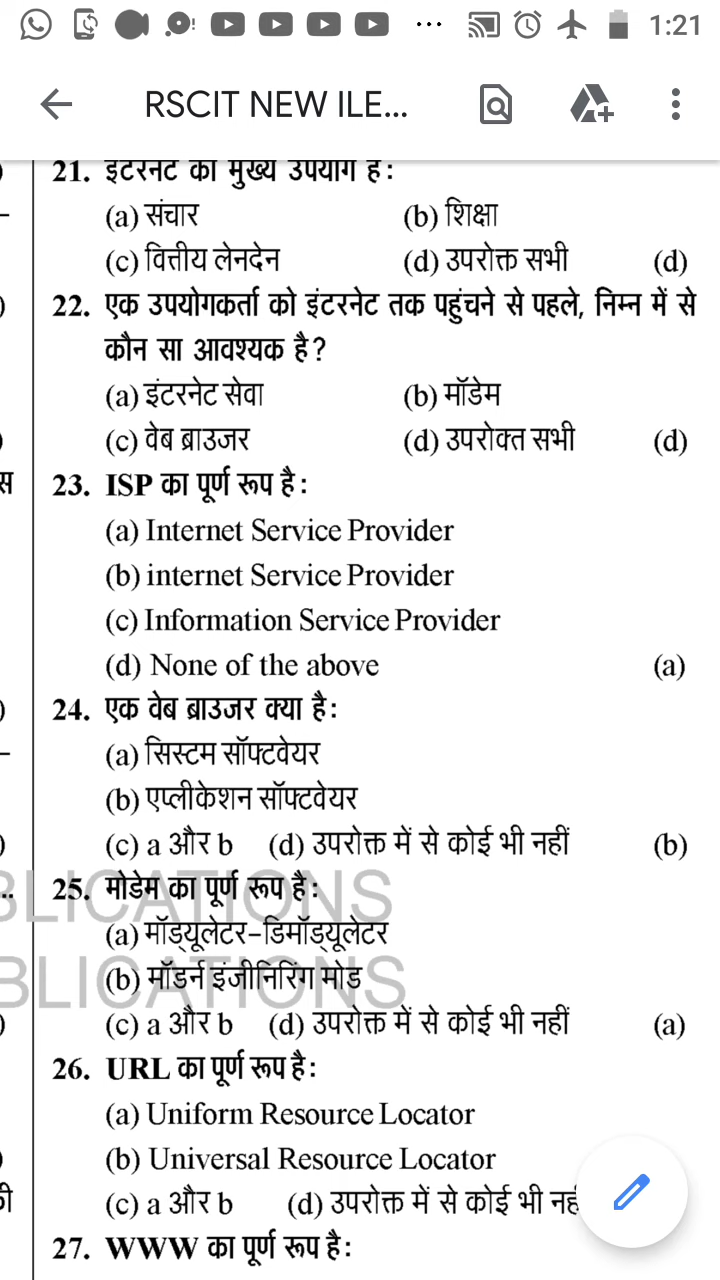 1:21
RSCIT NEW ILE...
21. इंटरनेट का मुख्य उपयोग है:
(a) संचार (b) शिक्षा
(c) वित्तीय लेनदेन (d) उपरोक्त सभी (d)
22. एक उपयोगकर्ता को इंटरनेट तक पहुंचने से पहले, निम्न में से
कौन सा आवश्यक है?
(a) इंटरनेट सेवा (b) मॉडेम
(c) वेब ब्राउजर (d) उपरोक्त सभी (d)
स
23. ISP का पूर्ण रूप है:
(a) Internet Service Provider
(b) internet Service Provider
(c) Information Service Provider
(d) None of the above (a)
24. एक वेब ब्राउजर क्या है:
(a) सिस्टम सॉफ्टवेयर
(b) एप्लीकेशन सॉफ्टवेयर
(c) a और b (d) उपरोक्त में से कोई भी नहीं (b)
BLICATIONS
25. मोडेम का पूर्ण रूप है:
(a) मॉड्यूलेटर-डिमॉड्यूलेटर
BLICATIONS
(b) मॉडर्न इंजीनिरिंग मोड
(c) a और b (d) उपरोक्त में से कोई भी नहीं (a)
26. URL का पूर्ण रूप है:
(a) Uniform Resource Locator
(b) Universal Resource Locator
(c) a और b (d) उपरोक्त में से कोई भी
27. WWW का पूर्ण रूप है: